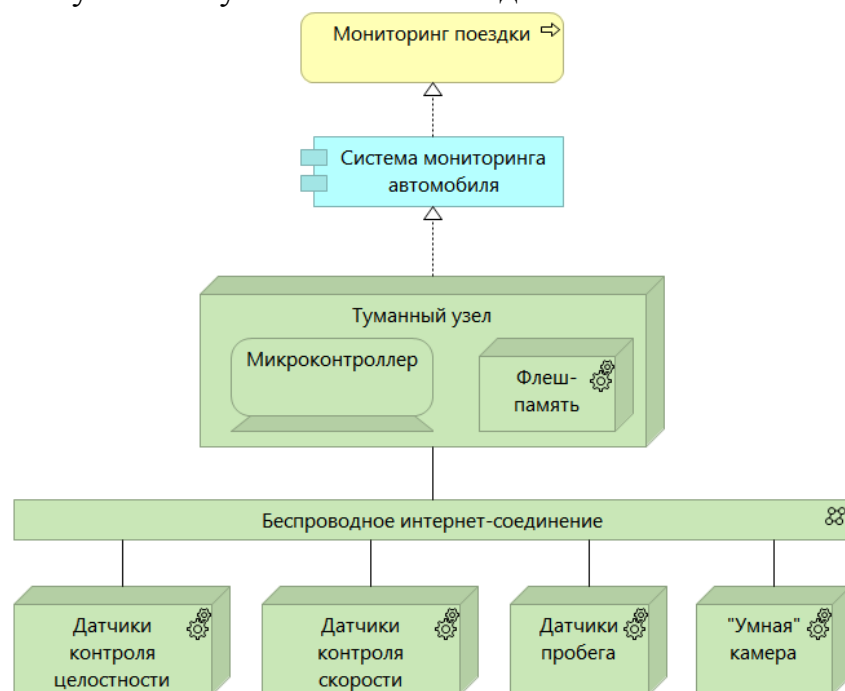 Мониторинг поездки
Система мониторинга
автомобиля
Туманный узел
Микроконтроллер
Флеш-
память
Беспроводное интернет-соединение
Датчики
контроля
целостности
Датчики
контроля
скорости
Датчики
пробега
"Умная"
камера